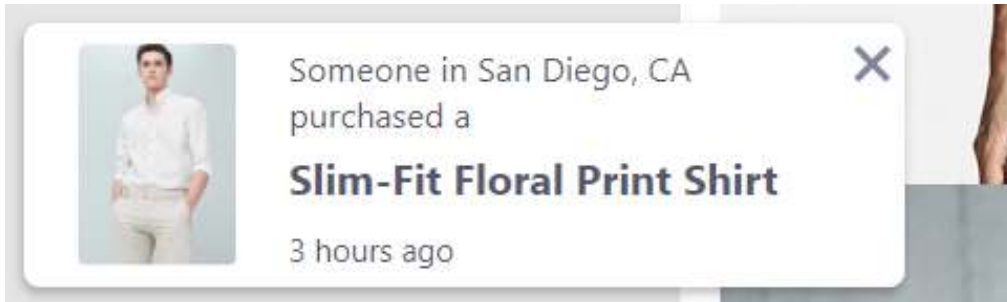 Someone in San Diego, CA
purchased a
Slim-Fit Floral Print Shirt
3 hours ago